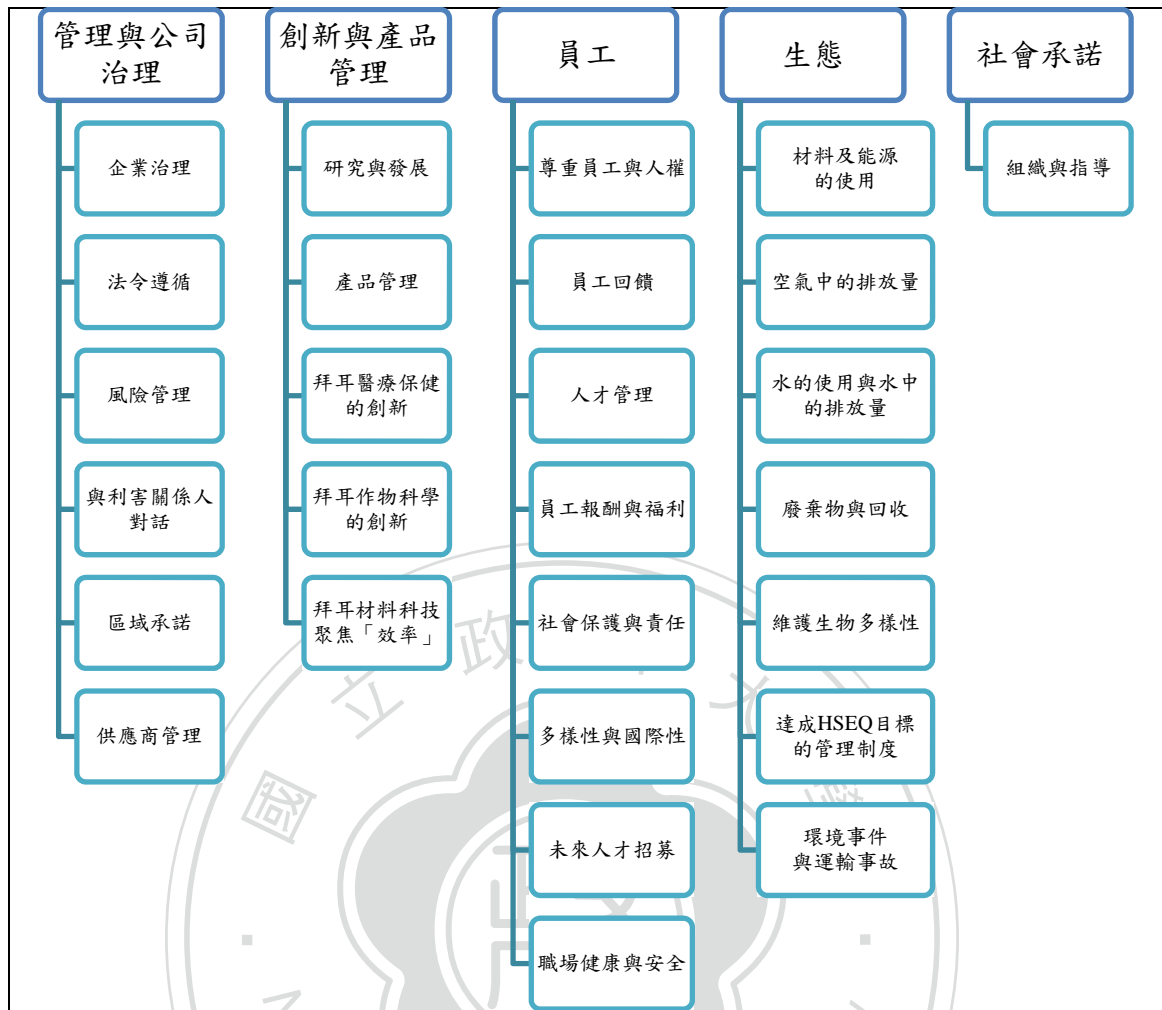 管理與公司
治理
企業治理
法令遵循
風險管理
與利害關係人
對話
區域承諾
供應商管理
創新與產品
管理
研究與發展
產品管理
拜耳醫療保健
的創新
拜耳作物科學
的創新
拜耳材料科技
聚焦「效率」
員工
尊重員工與人權
員工回饋
人才管理
員工報酬與福利
社會保護與責任
多樣性與國際性
未來人才招募
職場健康與安全
生態
材料及能源
的使用
空氣中的排放量
水的使用與水中
的排放量
廢棄物與回收
維護生物多樣性
達成HSEQ目標
的管理制度
環境事件
與運輸事故
社會承諾
組織與指導
國立政大